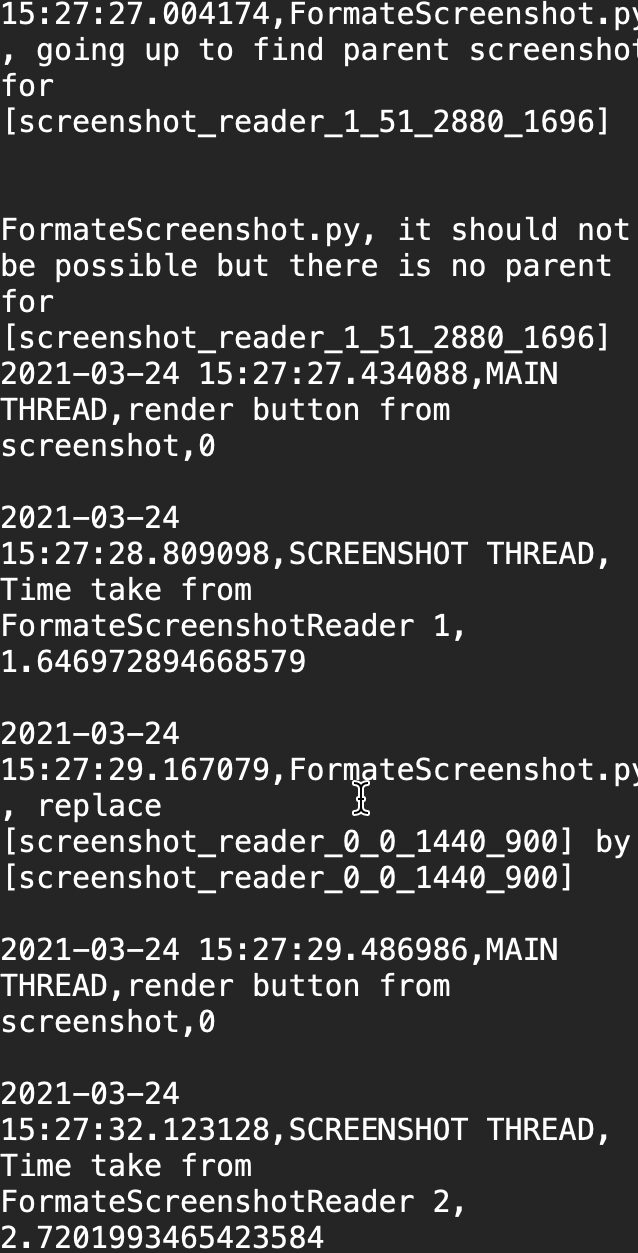 15:27:27.004174,FormateScreenshot.py
, going up to find parent screenshot
for
[screenshot_reader_1_51_2880_1696]
FormateScreenshot.py, it should not
be possible but there is no parent
for
[screenshot_reader_1_51_2880_1696]
2021-03-24 15:27:27.434088,MAIN
THREAD,render button from
screenshot,0
2021-03-24
15:27:28.809098,SCREENSHOT THREAD,
Time take from
FormateScreenshotReader 1,
1.646972894668579
2021-03-24
15:27:29.167079,FormateScreenshot.py
, replace
[screenshot_reader_0_0_1440_900] by
[screenshot_reader_0_0_1440_900]
2021-03-24 15:27:29.486986,MAIN
THREAD,render button from
screenshot,0
2021-03-24
15:27:32.123128,SCREENSHOT THREAD,
Time take from
FormateScreenshotReader 2,
2.7201993465423584